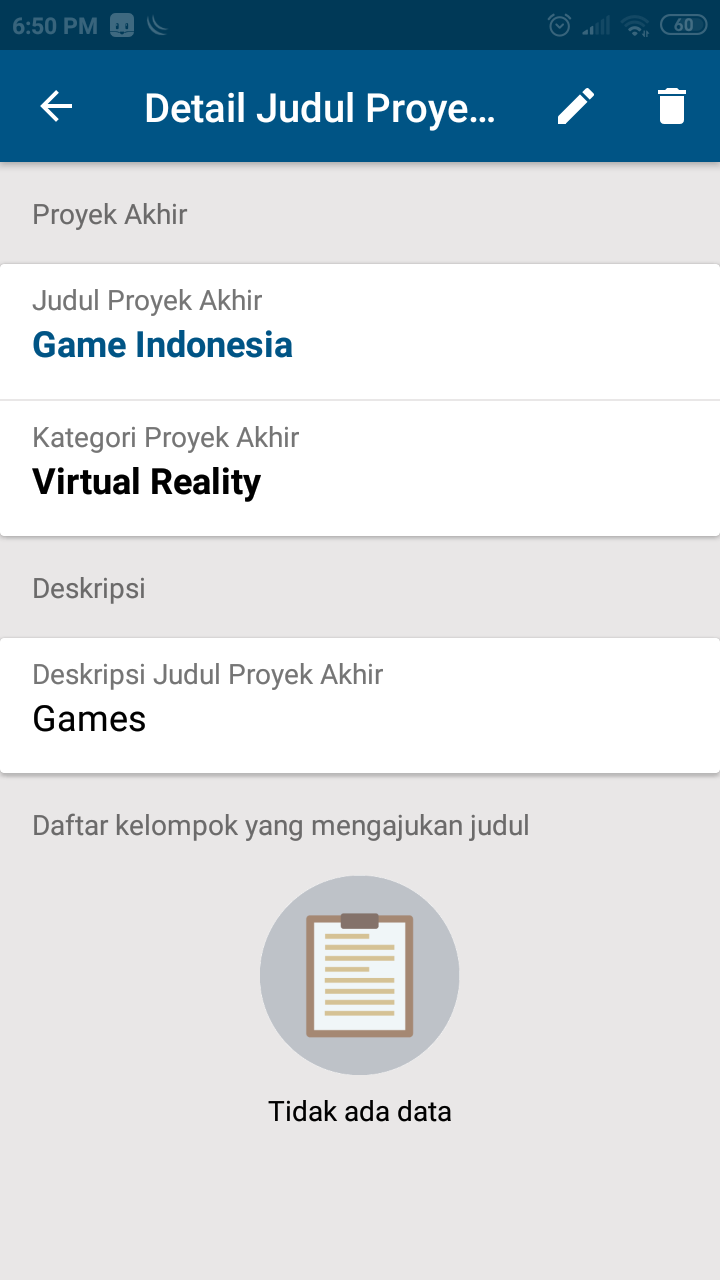 6:50 PM
60
Detail Judul Proye...
Proyek Akhir
Judul Proyek Akhir
Game Indonesia
Kategori Proyek Akhir
Virtual Reality
Deskripsi
Deskripsi Judul Proyek Akhir
Games
Daftar kelompok yang mengajukan judul
Tidak ada data